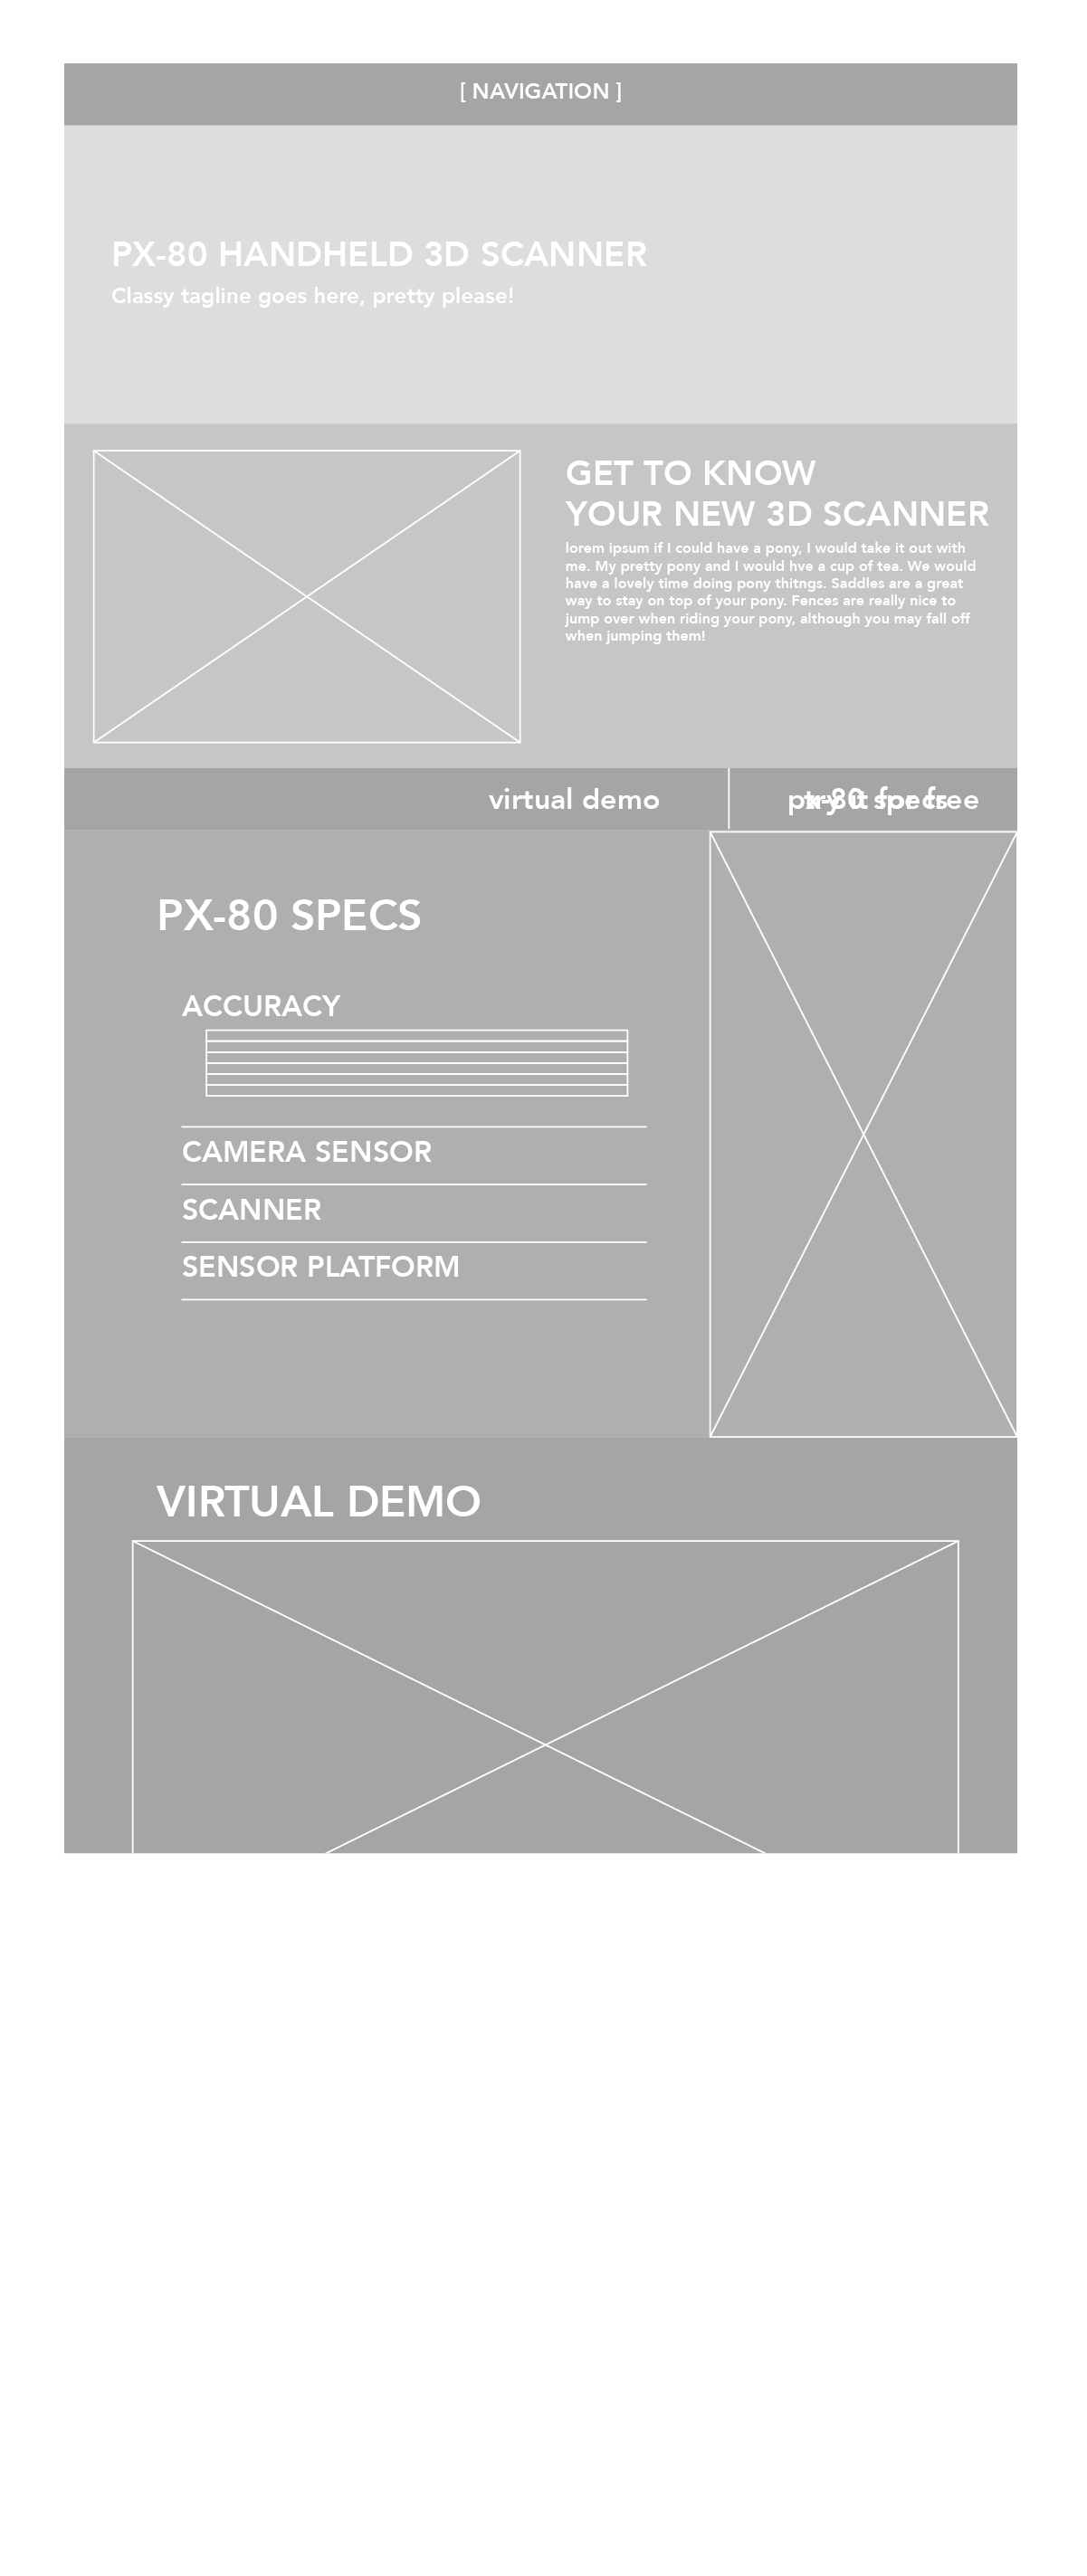 [ NAVIGATION ]
PX-80 HANDHELD 3D SCANNER
Classy tagline goes here, pretty please!
GET TO KNOW
YOUR NEW 3D SCANNER
lorem ipsum if I could have a pony, I would take it out with
me. My pretty pony and I would hve a cup of tea. We would
have a lovely time doing pony thitngs. Saddles are a great
way to stay on top of your pony. Fences are really nice to
jump over when riding your pony, although you may fall off
when jumping them!
virtual demo
px-80 specs
try it for free
PX-80 SPECS
ACCURACY
CAMERA SENSOR
SCANNER
SENSOR PLATFORM
VIRTUAL DEMO